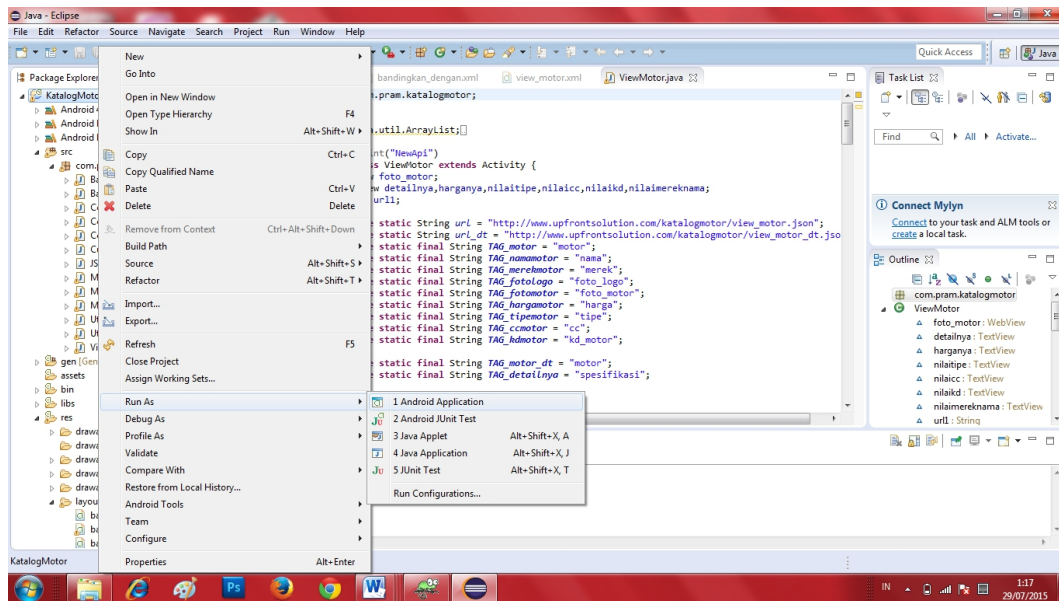 Java - Eclipse
File Edit Refactor Source Navigate Search Project Run Window Help
Quick Access
Java
Package Explorer
KatalogMoto
Android
Android
Android
src
com.p
gen [Gen
assets
bin
libs
res
drawa
drawa
drawa
drawa
drawa
layou
KatalogMotor
New
Go Into
Open in New Window
Open Type Hierarchy F4
Show In Alt+Shift+W
Copy Ctrl+C
Copy Qualified Name
Paste Ctrl+V
Delete Delete
Remove from Context Ctrl+Alt+Shift+Down
Build Path
Source Alt+Shift+S
Refactor Alt+Shift+T
Import...
Export...
Refresh F5
Close Project
Assign Working Sets...
Run As
Debug As
Profile As
Validate
Compare With
Restore from Local History...
Android Tools
Team
Configure
Properties Alt+Enter
1 Android Application
2 Android JUnit Test
3 Java Applet Alt+Shift+X, A
4 Java Application Alt+Shift+X, J
5 JUnit Test Alt+Shift+X, T
Run Configurations...
bandingkan_dengan.xml view_motor.xml ViewMotor.java
.pram.katalogmotor;
.util.ArrayList;
nt("NewApi")
s ViewMotor extends Activity {
foto_motor;
ew detailnya,harganya,nilaitipe,nilaicc,nilaikd,nilaimereknama;
url1;
static String url = "http://www.upfrontsolution.com/katalogmotor/view_motor.json";
static String url_dt = "http://www.upfrontsolution.com/katalogmotor/view_motor_dt.jso
static final String TAG_motor = "motor";
static final String TAG_namamotor = "nama";
static final String TAG_merekmotor = "merek";
static final String TAG_fotologo = "foto_logo";
static final String TAG_fotomotor = "foto_motor";
static final String TAG_hargamotor = "harga";
static final String TAG_tipemotor = "tipe";
static final String TAG_ccmotor = "cc";
static final String TAG_kdmotor = "kd_motor";
static final String TAG_motor_dt = "motor";
static final String TAG_detailnya = "spesifikasi";
Task List
Find All Activate...
Connect Mylyn
Connect to your task and ALM tools or
create a local task.
Outline
com.pram.katalogmotor
ViewMotor
foto_motor : WebView
detailnya : TextView
harganya : TextView
nilaitipe : TextView
nilaicc : TextView
nilaikd : TextView
nilaimereknama : TextView
url1 : String
IN
1:17
29/07/2015